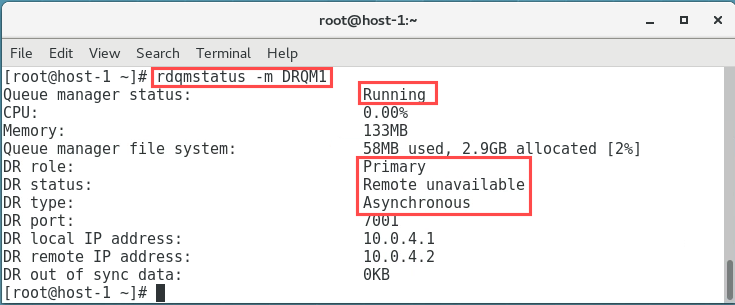 root@host-1:~
File Edit View Search Terminal Help
[root@host-1 ~]# rdqmstatus -m DRQM1
Queue manager status: Running
CPU: 0.00%
Memory: 133MB
Queue manager file system: 58MB used, 2.9GB allocated [2%]
DR role: Primary
DR status: Remote unavailable
DR type: Asynchronous
DR port: 7001
DR local IP address: 10.0.4.1
DR remote IP address: 10.0.4.2
DR out of sync data: 0KB
[root@host-1 ~]#